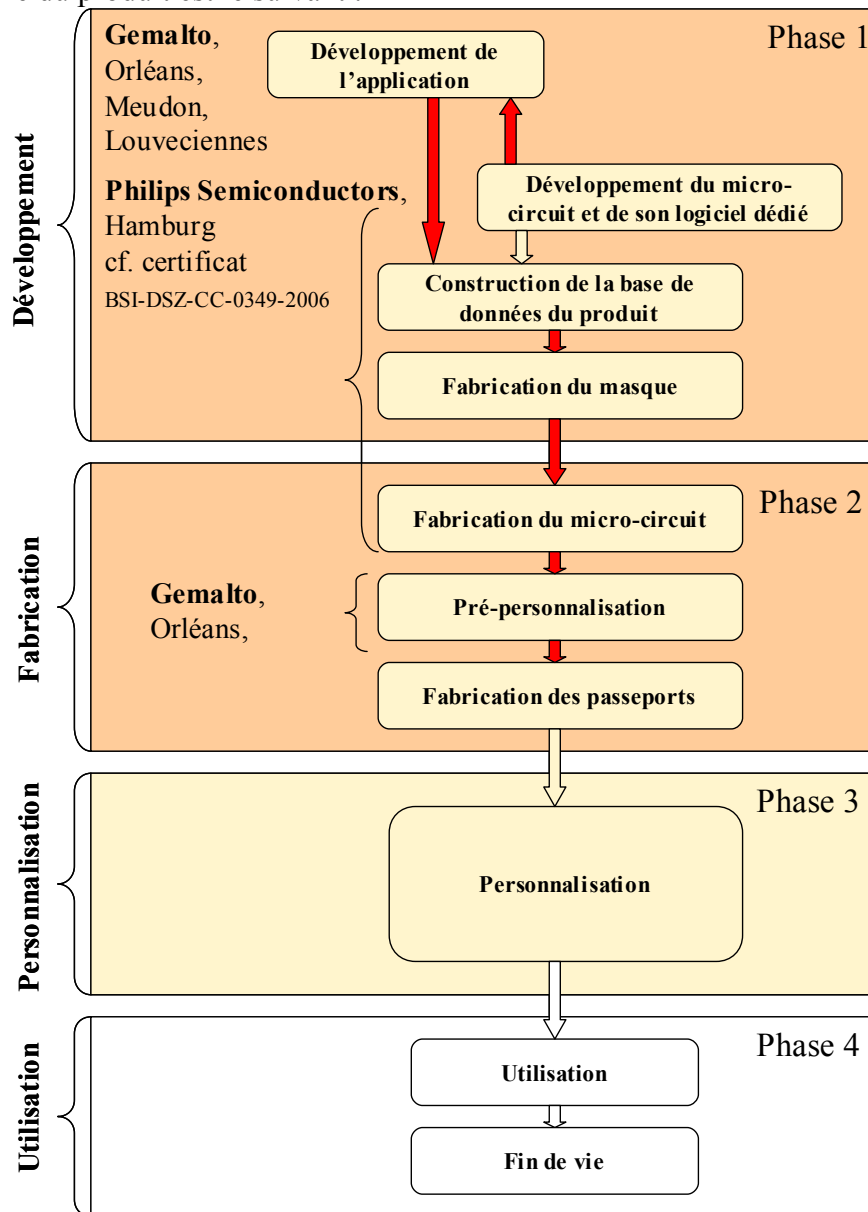 Phase 1
Gemalto,
Orléans,
Meudon,
Louveciennes
Développement de
l’application
Développement
Philips Semiconductors,
Hamburg
cf. certificat
BSI-DSZ-CC-0349-2006
Développement du micro-
circuit et de son logiciel dédié
Construction de la base de
données du produit
Fabrication du masque
Phase 2
Fabrication
Fabrication du micro-circuit
Gemalto,
Orléans,
Pré-personnalisation
Fabrication des passeports
Phase 3
Personnalisation
Personnalisation
Phase 4
Utilisation
Utilisation
Fin de vie